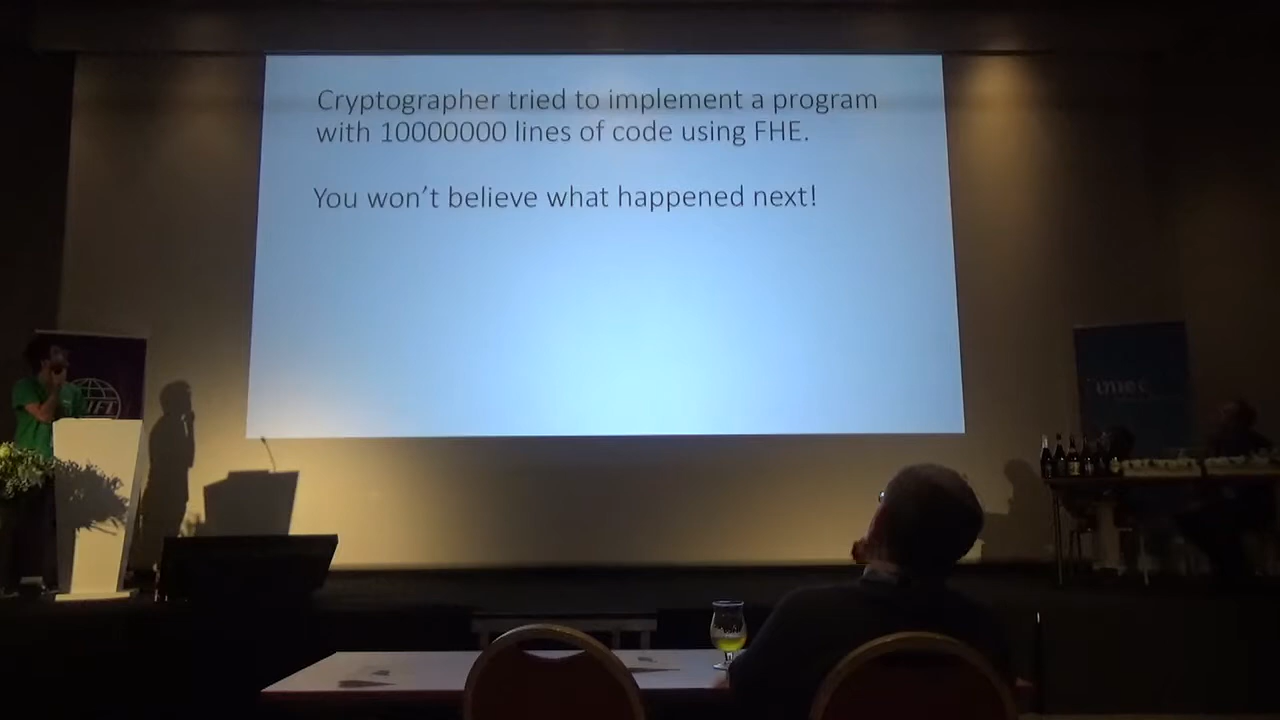 Cryptographer tried to implement a program
with 10000000 lines of code using FHE.
You won't believe what happened next!